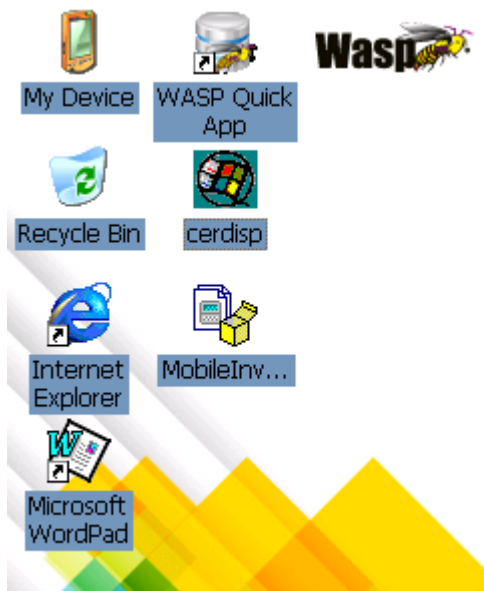 My Device
WASP Quick
App
Wasp
Recycle Bin
cerdisp
Internet
Explorer
MobileInv...
W
Microsoft
WordPad